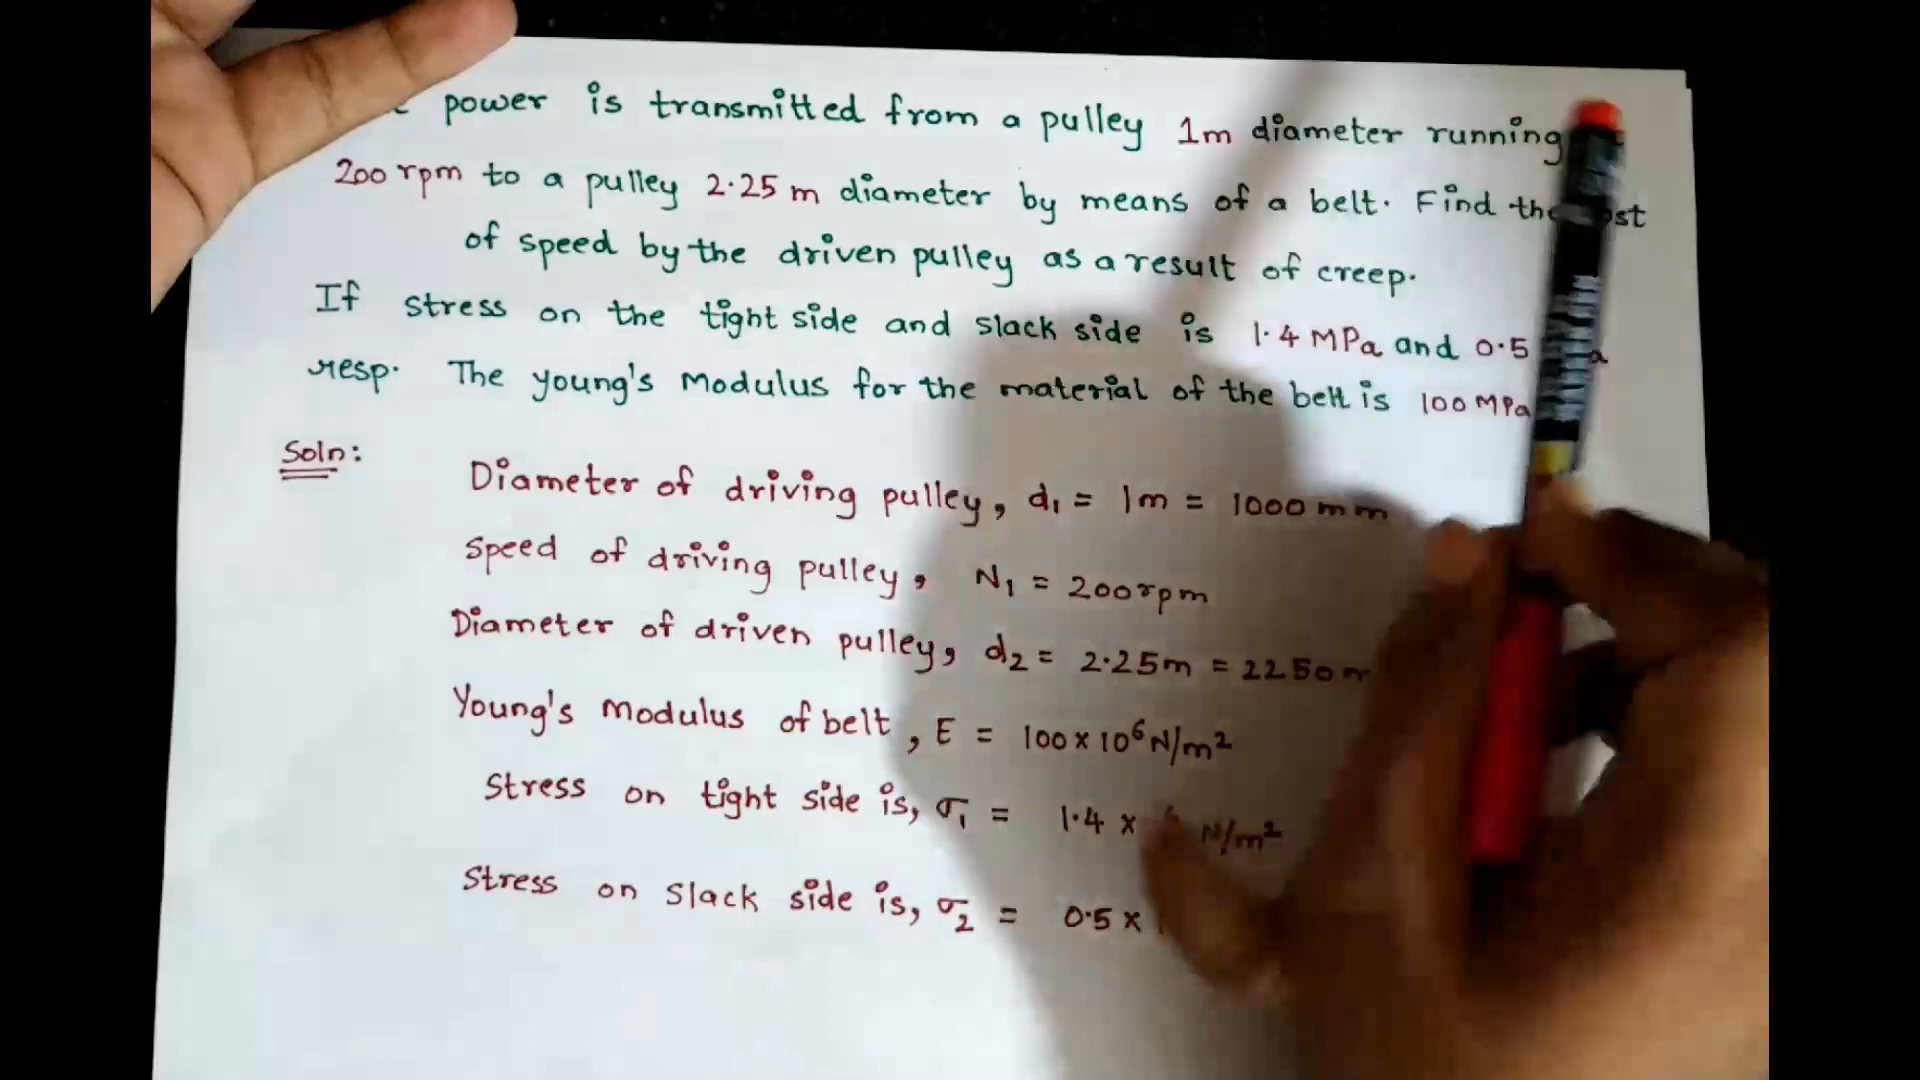 power is transmitted from a pulley 1m diameter running
200 rpm to a pulley 2.25 m diameter by means of a belt. Find the
of speed by the driven pulley as a result of creep.
If stress on the tight side and slack side is 1.4 MPa and 0.5
resp. The young's Modulus for the material of the belt is 100 MPa
Soln:
Diameter of driving pulley, d₁ = 1m = 1000 mm
Speed of driving pulley, N₁ = 200 rpm
Diameter of driven pulley, d₂ = 2.25m = 2250
Young's Modulus of belt, E = 100 x 10⁶ N/m²
Stress on tight side is, σ₁ = 1.4 x N/m²
Stress on Slack side is, σ₂ = 0.5 x